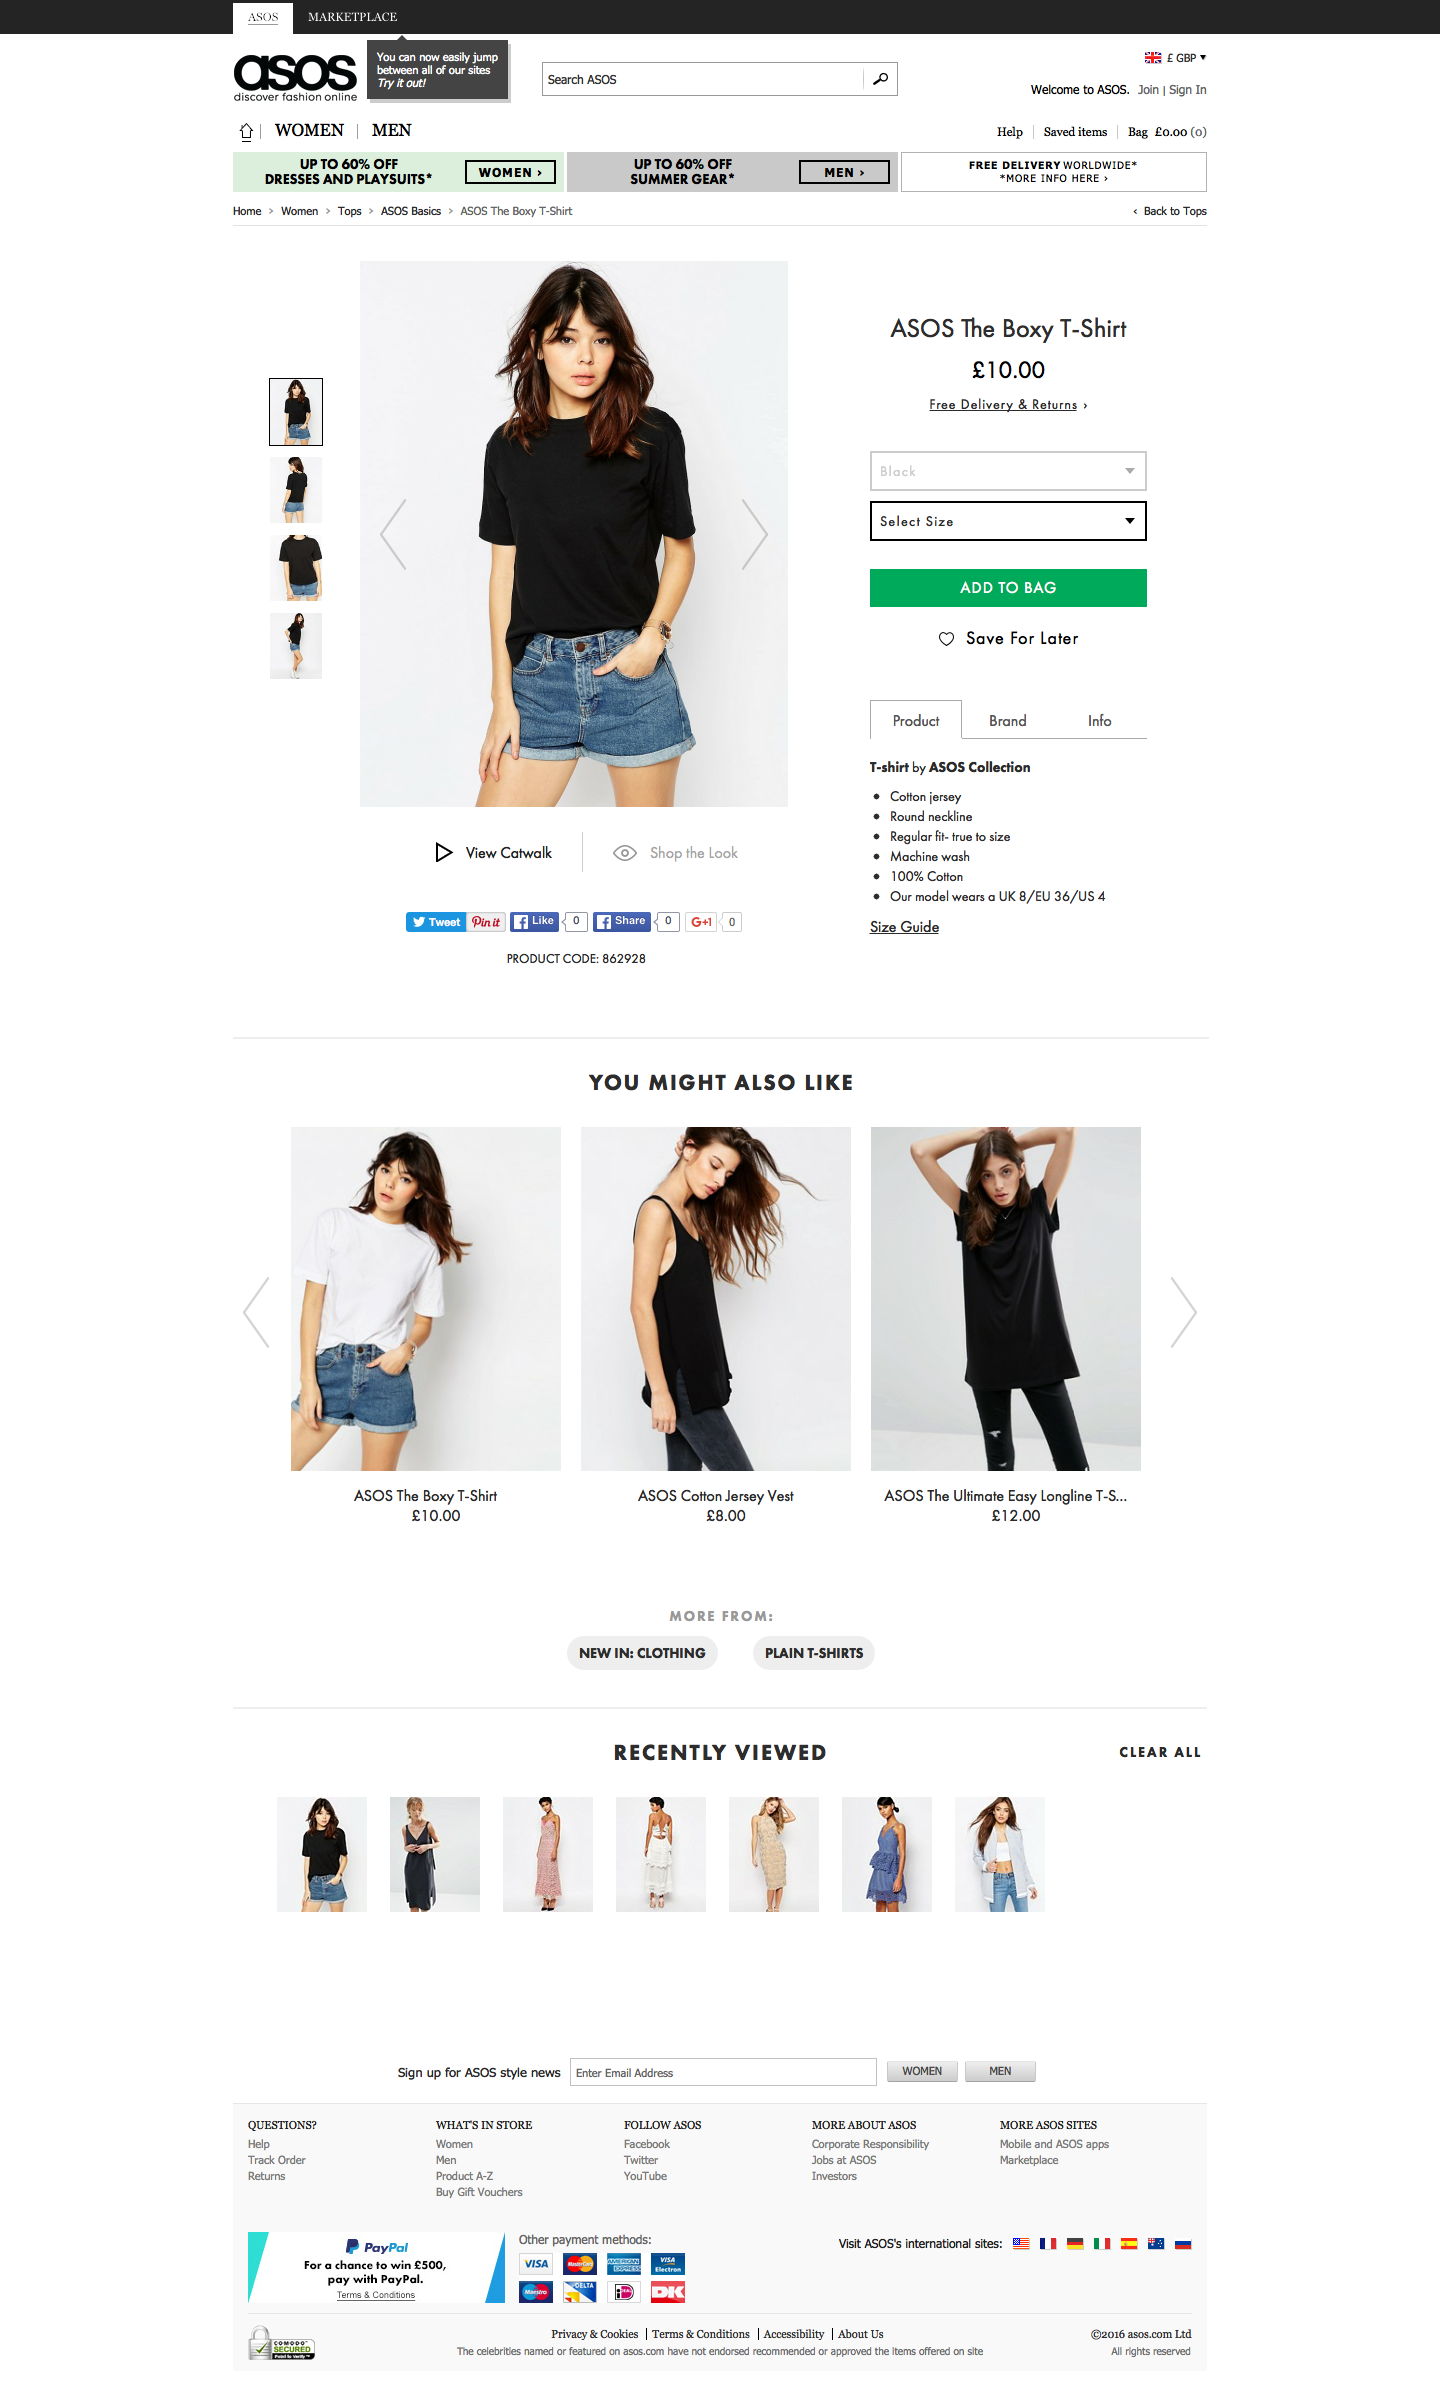 ASOS
MARKETPLACE
You can now easily jump
between all of our sites
Try it out!
asos
discover fashion online
Search ASOS
£ GBP
Welcome to ASOS. Join | Sign In
WOMEN
MEN
Help
Saved items
Bag £0.00 (0)
UP TO 60% OFF
DRESSES AND PLAYSUITS*
WOMEN ›
UP TO 60% OFF
SUMMER GEAR*
MEN ›
FREE DELIVERY WORLDWIDE*
*MORE INFO HERE ›
Home › Women › Tops › ASOS Basics › ASOS The Boxy T-Shirt
‹ Back to Tops
ASOS The Boxy T-Shirt
£10.00
Free Delivery & Returns ›
Black
Select Size
ADD TO BAG
Save For Later
Product
Brand
Info
T-shirt by ASOS Collection
• Cotton jersey
• Round neckline
• Regular fit- true to size
• Machine wash
• 100% Cotton
• Our model wears a UK 8/EU 36/US 4
Size Guide
View Catwalk
Shop the Look
Tweet
Pin it
Like
0
Share
0
G+1
0
PRODUCT CODE: 862928
YOU MIGHT ALSO LIKE
ASOS The Boxy T-Shirt
£10.00
ASOS Cotton Jersey Vest
£8.00
ASOS The Ultimate Easy Longline T-S...
£12.00
MORE FROM:
NEW IN: CLOTHING
PLAIN T-SHIRTS
RECENTLY VIEWED
CLEAR ALL
Sign up for ASOS style news
Enter Email Address
WOMEN
MEN
QUESTIONS?
Help
Track Order
Returns
WHAT'S IN STORE
Women
Men
Product A-Z
Buy Gift Vouchers
FOLLOW ASOS
Facebook
Twitter
YouTube
MORE ABOUT ASOS
Corporate Responsibility
Jobs at ASOS
Investors
MORE ASOS SITES
Mobile and ASOS apps
Marketplace
PayPal
For a chance to win £500,
pay with PayPal.
Terms & Conditions
Other payment methods:
VISA
MasterCard
AMERICAN EXPRESS
VISA Electron
Maestro
DELTA
iDEAL
DK
Visit ASOS's international sites:
COMODO
SECURED
Point to Verify
Privacy & Cookies | Terms & Conditions | Accessibility | About Us
The celebrities named or featured on asos.com have not endorsed recommended or approved the items offered on site
©2016 asos.com Ltd
All rights reserved